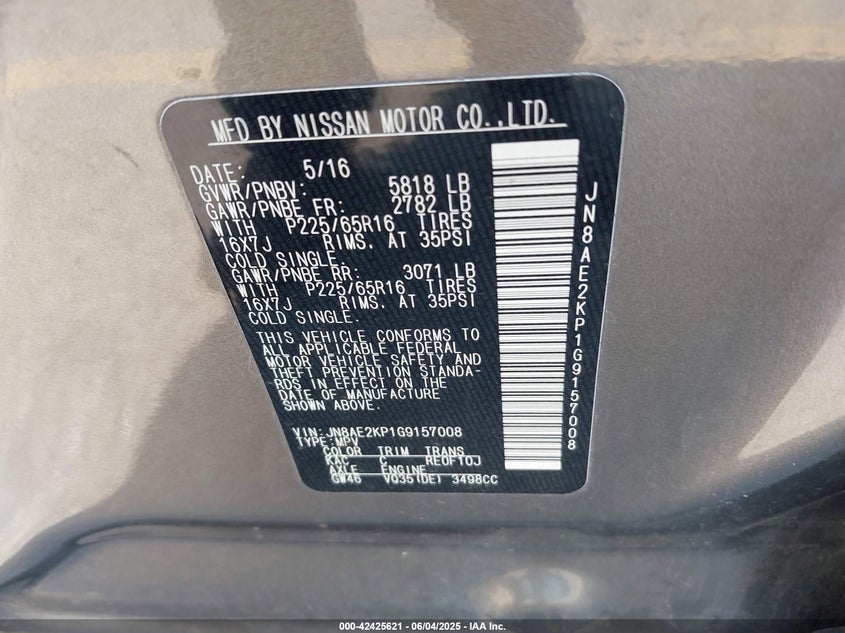 MFD BY NISSAN MOTOR CO.,LTD.
DATE: 5/16
GVWR/PNBV: 5818 LB
GAWR/PNBE FR: 2782 LB
WITH P225/65R16 TIRES
16X7J RIMS, AT 35PSI
COLD SINGLE.
GAWR/PNBE RR: 3071 LB
WITH P225/65R16 TIRES
16X7J RIMS, AT 35PSI
COLD SINGLE.
THIS VEHICLE CONFORMS TO
ALL APPLICABLE FEDERAL
MOTOR VEHICLE SAFETY AND
THEFT PREVENTION STANDA-
RDS IN EFFECT ON THE
DATE OF MANUFACTURE
SHOWN ABOVE.
VIN:JN8AE2KP1G9157008
TYPE:MPV
COLOR TRIM TRANS
KAC C RE0F10J
AXLE ENGINE
GW46 VQ35(DE) 3498CC
JN8AE2KP1G9157008
000-42425621 | 06/04/2025 - IAA Inc.